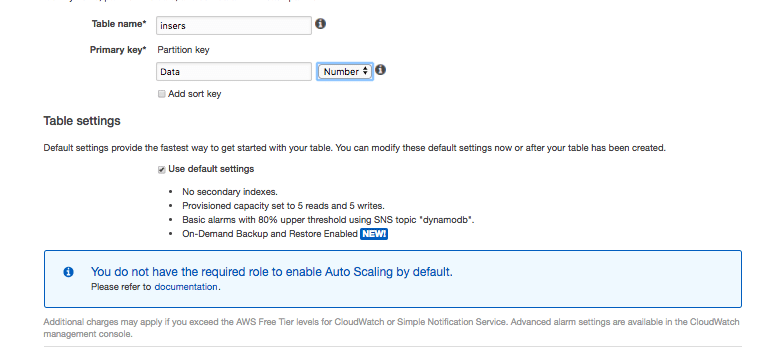 Table name*
insers
Primary key*
Partition key
Data
Number
Add sort key
Table settings
Default settings provide the fastest way to get started with your table. You can modify these default settings now or after your table has been created.
Use default settings
• No secondary indexes.
• Provisioned capacity set to 5 reads and 5 writes.
• Basic alarms with 80% upper threshold using SNS topic "dynamodb".
• On-Demand Backup and Restore Enabled NEW!
You do not have the required role to enable Auto Scaling by default.
Please refer to documentation.
Additional charges may apply if you exceed the AWS Free Tier levels for CloudWatch or Simple Notification Service. Advanced alarm settings are available in the CloudWatch
management console.